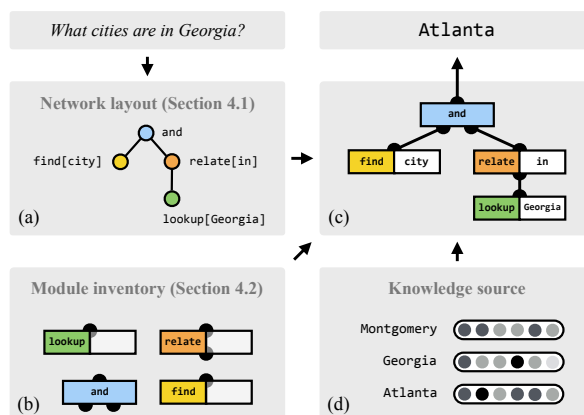 What cities are in Georgia?
Atlanta
Network layout (Section 4.1)
and
find[city]
relate[in]
lookup[Georgia]
(a)
and
find city
relate in
lookup Georgia
(c)
Module inventory (Section 4.2)
lookup
relate
and
find
(b)
Knowledge source
Montgomery
Georgia
Atlanta
(d)